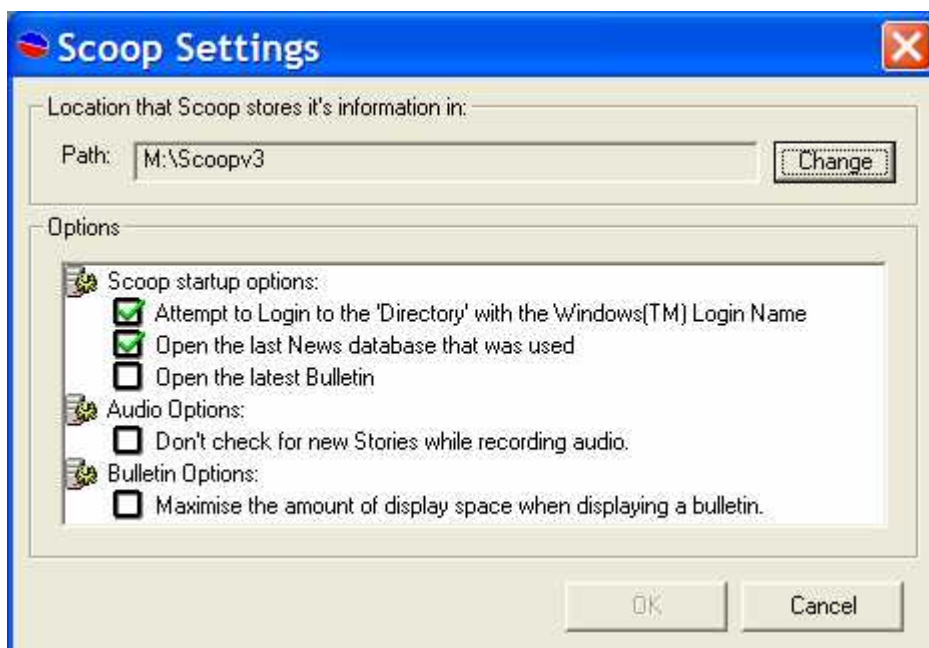 Scoop Settings
Location that Scoop stores it's information in:
Path: M:\Scoopv3 Change
Options
Scoop startup options:
Attempt to Login to the 'Directory' with the Windows(TM) Login Name
Open the last News database that was used
Open the latest Bulletin
Audio Options:
Don't check for new Stories while recording audio.
Bulletin Options:
Maximise the amount of display space when displaying a bulletin.
OK Cancel